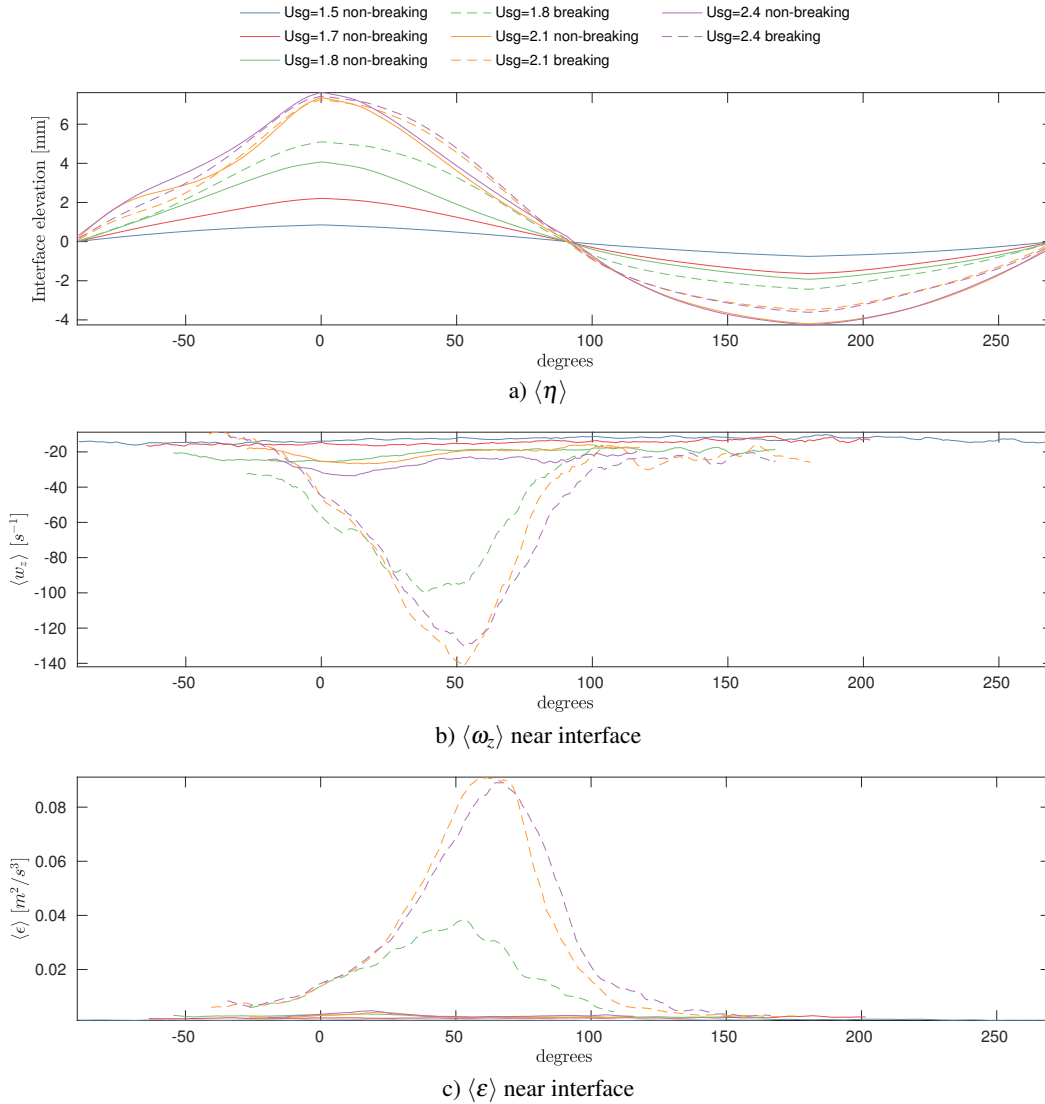 Usg=1.5 non-breaking
Usg=1.7 non-breaking
Usg=1.8 non-breaking
Usg=1.8 breaking
Usg=2.1 non-breaking
Usg=2.1 breaking
Usg=2.4 non-breaking
Usg=2.4 breaking
Interface elevation [mm]
6
4
2
0
-2
-4
-50 0 50 100 150 200 250
degrees
a) ⟨η⟩
⟨w_z⟩ [s⁻¹]
-20
-40
-60
-80
-100
-120
-140
-50 0 50 100 150 200 250
degrees
b) ⟨ω_z⟩ near interface
⟨ϵ⟩ [m²/s³]
0.08
0.06
0.04
0.02
-50 0 50 100 150 200 250
degrees
c) ⟨ε⟩ near interface